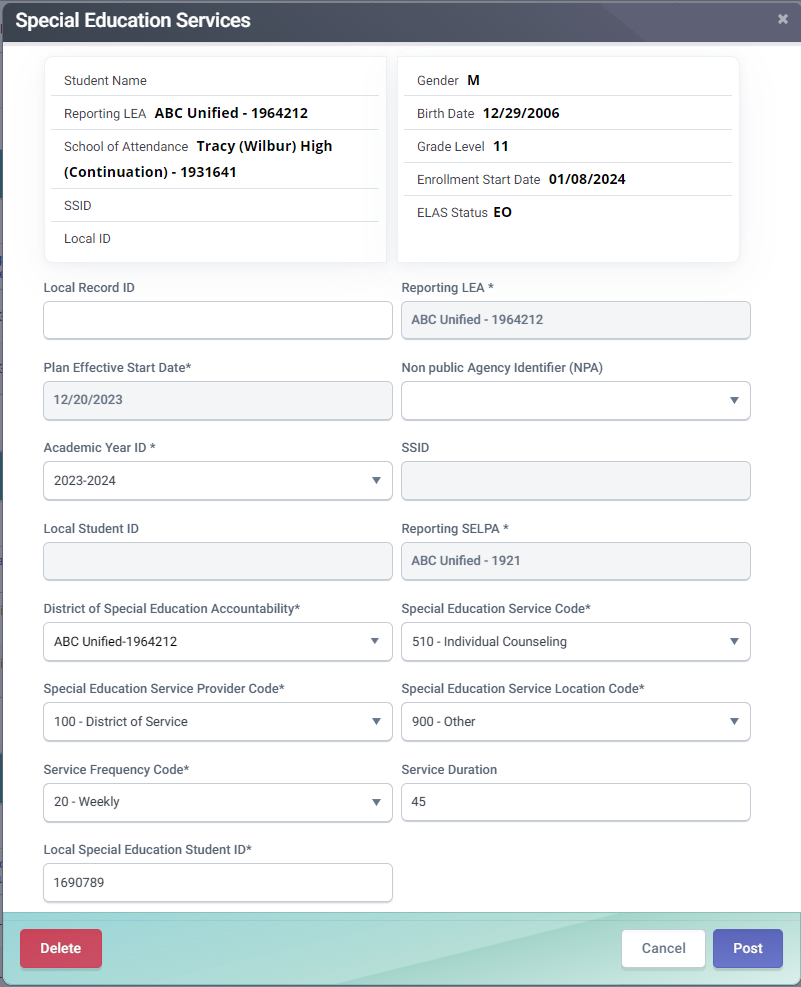 Special Education Services
×
Student Name
Reporting LEA ABC Unified - 1964212
School of Attendance Tracy (Wilbur) High
(Continuation) - 1931641
SSID
Local ID
Gender M
Birth Date 12/29/2006
Grade Level 11
Enrollment Start Date 01/08/2024
ELAS Status EO
Local Record ID
Reporting LEA *
ABC Unified - 1964212
Plan Effective Start Date*
Non public Agency Identifier (NPA)
12/20/2023
Academic Year ID *
SSID
2023-2024
Local Student ID
Reporting SELPA *
ABC Unified - 1921
District of Special Education Accountability*
Special Education Service Code*
ABC Unified-1964212
510 - Individual Counseling
Special Education Service Provider Code*
Special Education Service Location Code*
100 - District of Service
900 - Other
Service Frequency Code*
Service Duration
20 - Weekly
45
Local Special Education Student ID*
1690789
Delete
Cancel
Post